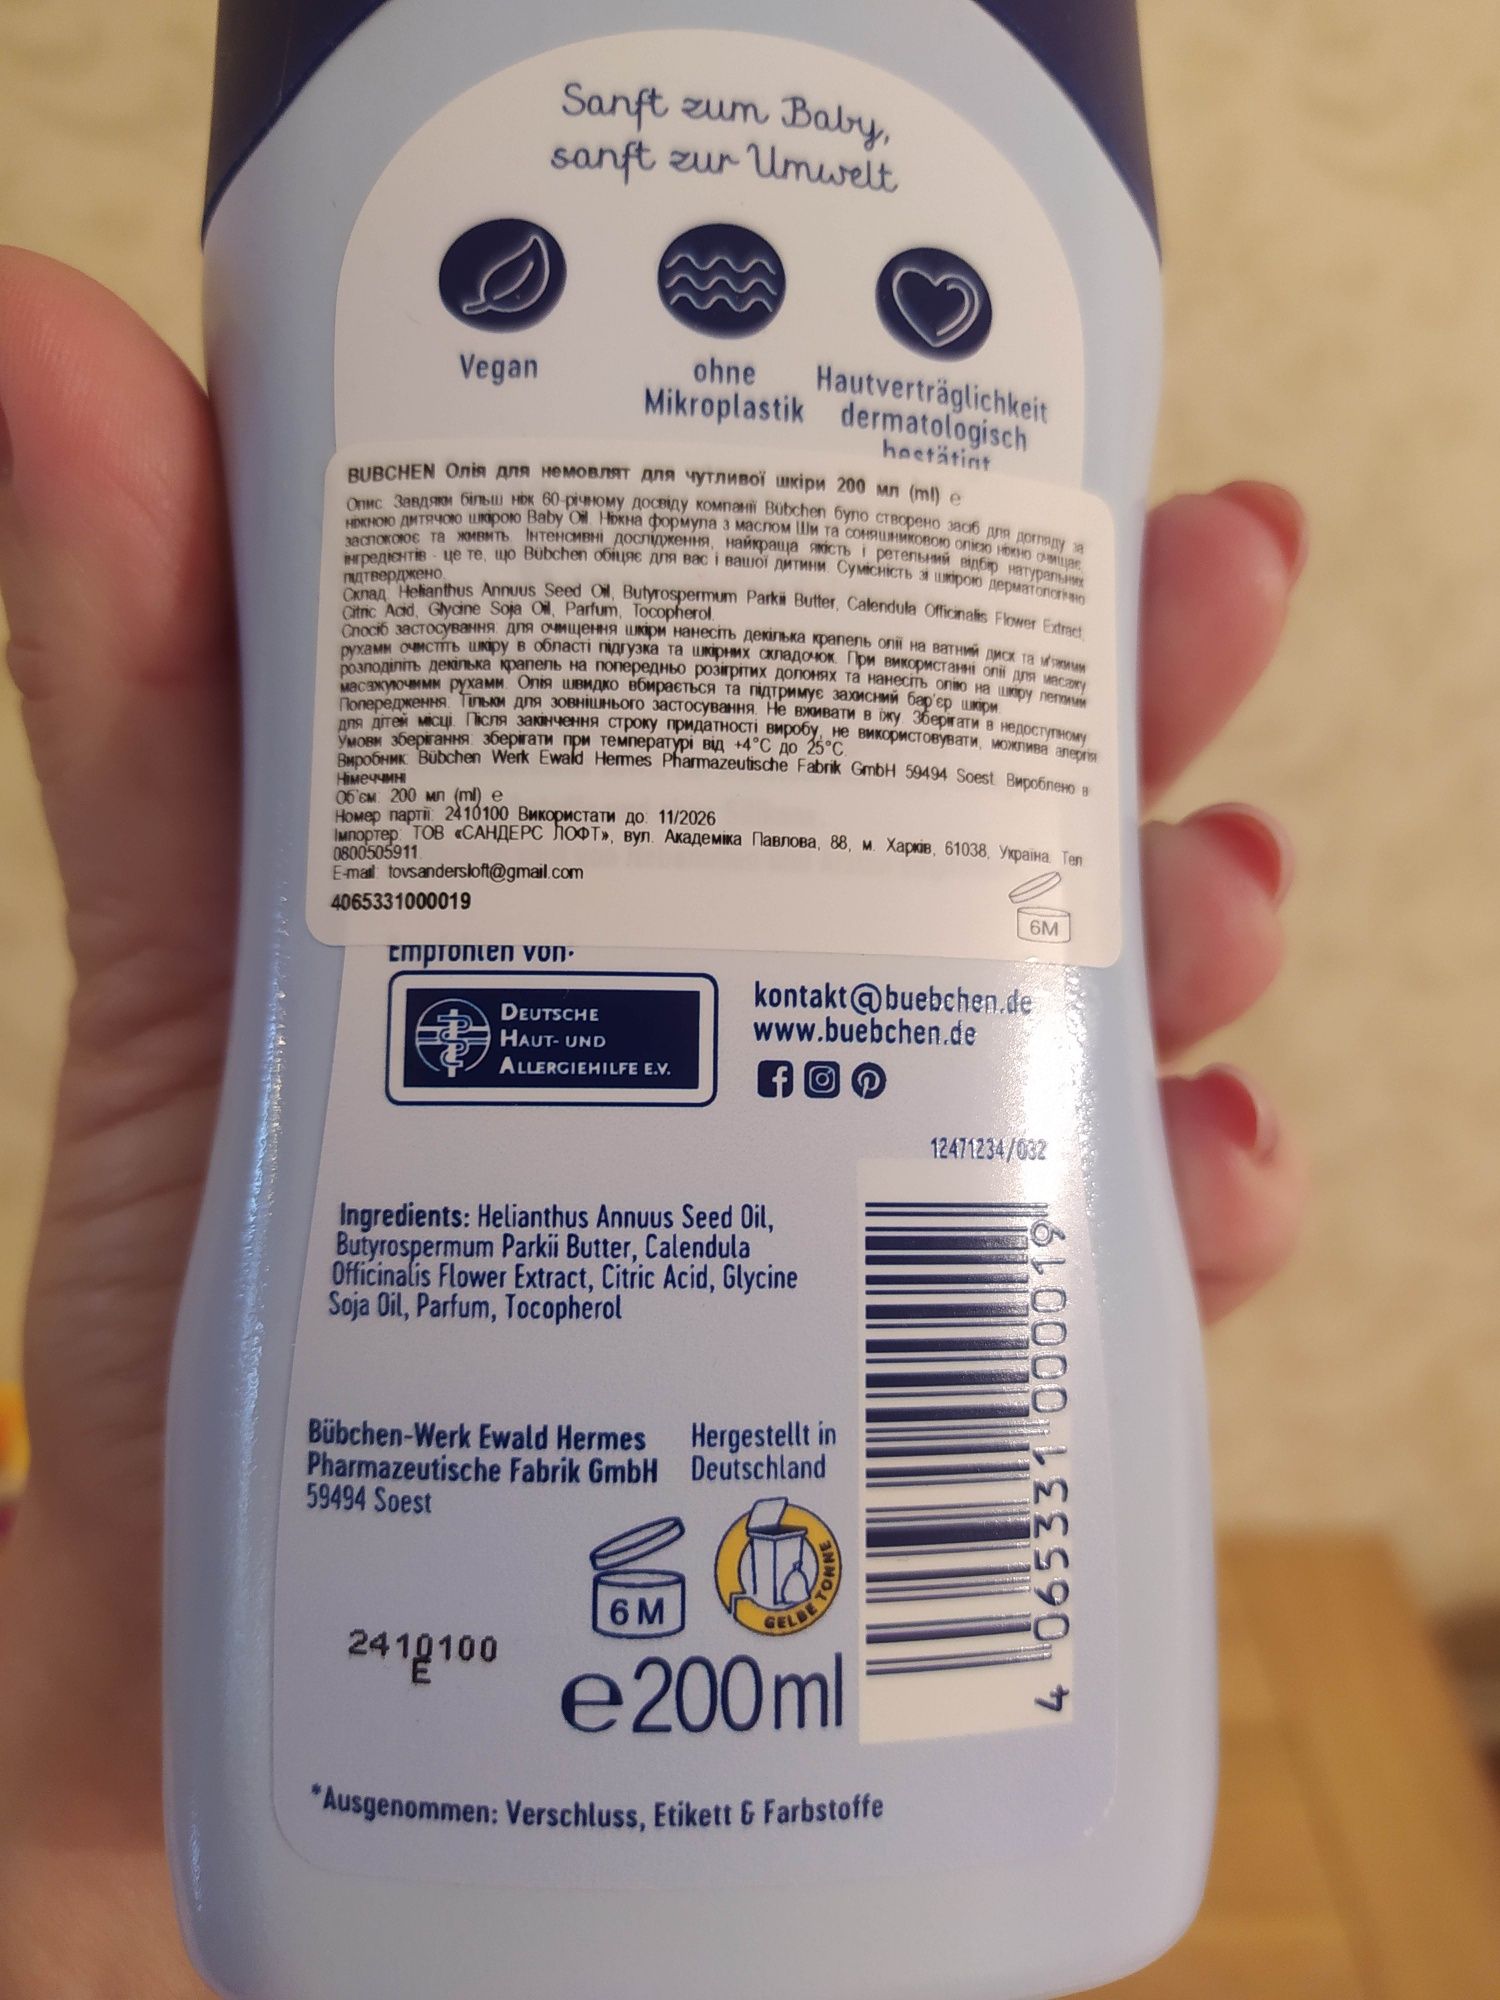 Sanft zum Baby,
sanft zur Umwelt
Vegan
ohne
Mikroplastik
Hautverträglichkeit
dermatologisch
bestätigt
BUBCHEN Олія для немовлят для чутливої шкіри 200 мл (ml) e
Опис. Завдяки більш ніж 60-річному досвіду компанії Bübchen було створено засіб для догляду за
ніжною дитячою шкірою Baby Oil. Ніжна формула з маслом Ши та соняшниковою олією ніжно очищає,
заспокоює та живить. Інтенсивні дослідження, найкраща якість і ретельний відбір натуральних
інгредієнтів - це те, що Bübchen обіцяє для вас і вашої дитини. Сумісність зі шкірою дерматологічно
підтверджено.
Склад: Helianthus Annuus Seed Oil, Butyrospermum Parkii Butter, Calendula Officinalis Flower Extract,
Citric Acid, Glycine Soja Oil, Parfum, Tocopherol.
Спосіб застосування: для очищення шкіри нанесіть декілька крапель олії на ватний диск та м'якими
рухами очистіть шкіру в області підгузка та шкірних складочок. При використанні олії для масажу
розподіліть декілька крапель на попередньо розігрітих долонях та нанесіть олію на шкіру легкими
масажуючими рухами. Олія швидко вбирається та підтримує захисний бар'єр шкіри.
Попередження: Тільки для зовнішнього застосування. Не вживати в їжу. Зберігати в недоступному
для дітей місці. Після закінчення строку придатності виробу, не використовувати, можлива алергія
Умови зберігання: зберігати при температурі від +4°C до 25°C.
Виробник: Bübchen Werk Ewald Hermes Pharmazeutische Fabrik GmbH 59494 Soest. Вироблено в
Німеччині
Об'єм: 200 мл (ml) e
Номер партії: 2410100 Використати до: 11/2026
Імпортер: ТОВ «САНДЕРС ЛОФТ», вул. Академіка Павлова, 88, м. Харків, 61038, Україна. Тел
0800505911.
E-mail: tovsandersloft@gmail.com
4065331000019
6M
Empfohlen von:
DEUTSCHE
HAUT- UND
ALLERGIEHILFE E.V.
kontakt@buebchen.de
www.buebchen.de
12471234/032
Ingredients: Helianthus Annuus Seed Oil,
Butyrospermum Parkii Butter, Calendula
Officinalis Flower Extract, Citric Acid, Glycine
Soja Oil, Parfum, Tocopherol
4 065331 000019
Bübchen-Werk Ewald Hermes
Pharmazeutische Fabrik GmbH
59494 Soest
Hergestellt in
Deutschland
6 M
GELBE TONNE
2410100
E
e200ml
*Ausgenommen: Verschluss, Etikett & Farbstoffe